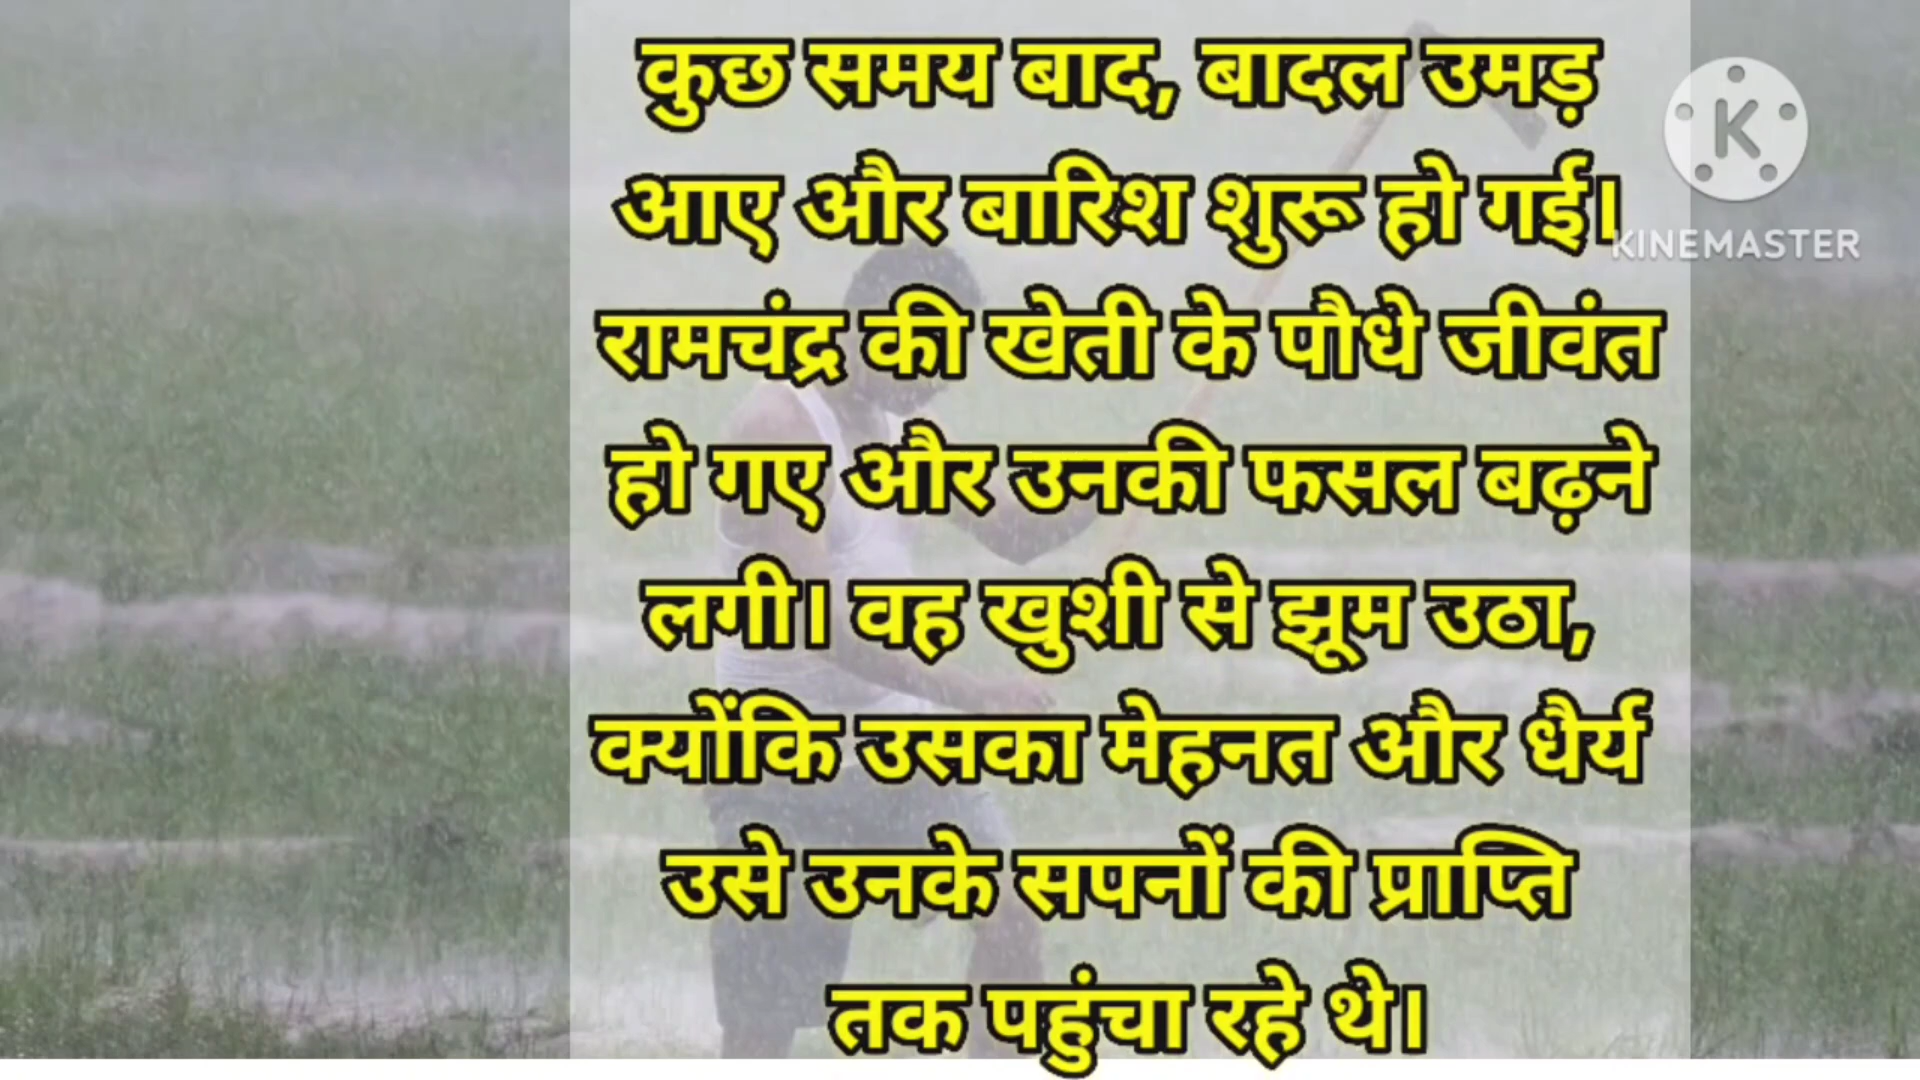 कुछ समय बाद, बादल उमड़
आए और बारिश शुरू हो गई।
रामचंद्र की खेती के पौधे जीवंत
हो गए और उनकी फसल बढ़ने
लगी। वह खुशी से झूम उठा,
क्योंकि उसका मेहनत और धैर्य
उसे उनके सपनों की प्राप्ति
तक पहुंचा रहे थे।
K
KINEMASTER